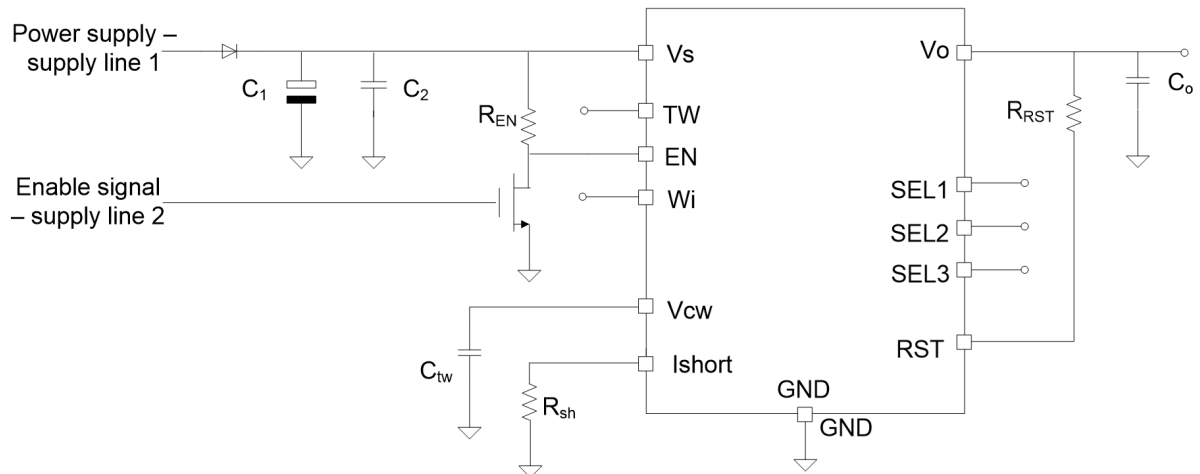 Power supply –
supply line 1
C1
C2
REN
Vs
TW
EN
Wi
Enable signal
– supply line 2
Vcw
Ctw
Ishort
Rsh
GND
GND
Vo
Co
RRST
SEL1
SEL2
SEL3
RST